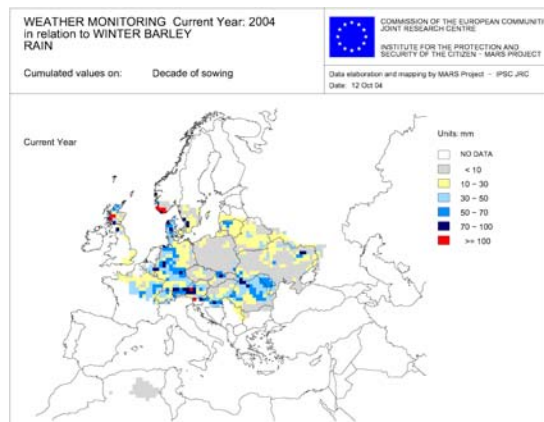 WEATHER MONITORING Current Year: 2004
in relation to WINTER BARLEY
RAIN
Cumulated values on: Decade of sowing
COMMISSION OF THE EUROPEAN COMMUNITI
JOINT RESEARCH CENTRE
INSTITUTE FOR THE PROTECTION AND
SECURITY OF THE CITIZEN - MARS PROJECT
Data elaboration and mapping by MARS Project - IPSC JRC
Date: 12 Oct 04
Current Year
Units: mm
NO DATA
< 10
10 - 30
30 - 50
50 - 70
70 - 100
>= 100